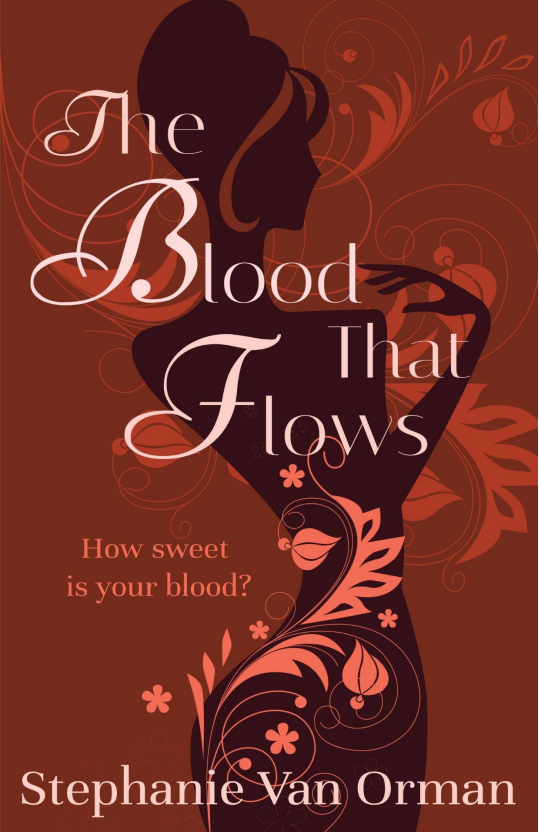 The
Blood
That
Flows
How sweet
is your blood?
Stephanie Van Orman